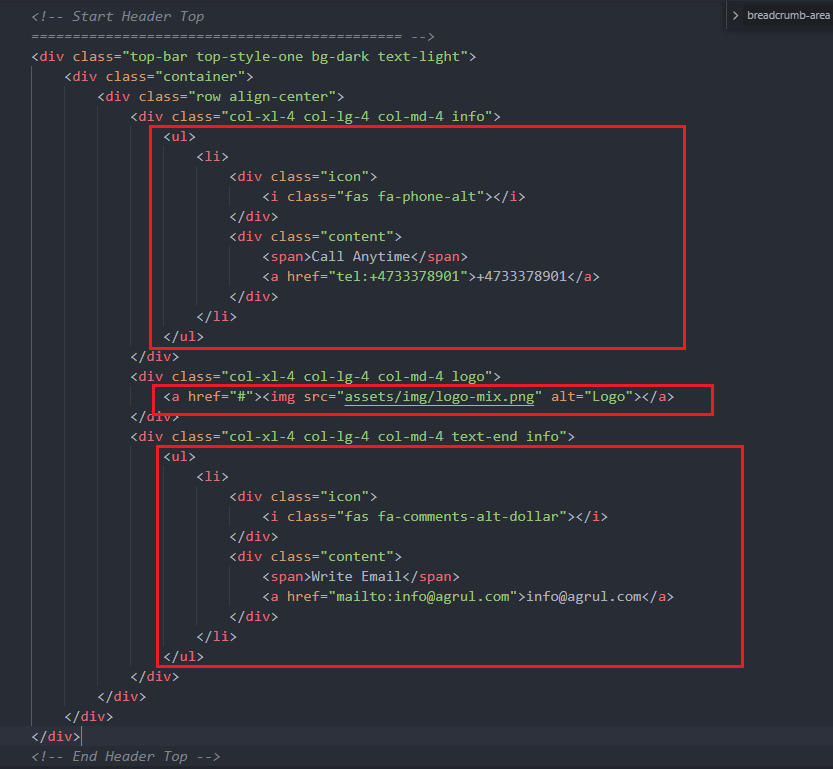 <!-- Start Header Top
============================================= -->
<div class="top-bar top-style-one bg-dark text-light">
<div class="container">
<div class="row align-center">
<div class="col-xl-4 col-lg-4 col-md-4 info">
<ul>
<li>
<div class="icon">
<i class="fas fa-phone-alt"></i>
</div>
<div class="content">
<span>Call Anytime</span>
<a href="tel:+4733378901">+4733378901</a>
</div>
</li>
</ul>
</div>
<div class="col-xl-4 col-lg-4 col-md-4 logo">
<a href="#"><img src="assets/img/logo-mix.png" alt="Logo"></a>
</div>
<div class="col-xl-4 col-lg-4 col-md-4 text-end info">
<ul>
<li>
<div class="icon">
<i class="fas fa-comments-alt-dollar"></i>
</div>
<div class="content">
<span>Write Email</span>
<a href="mailto:info@agrul.com">info@agrul.com</a>
</div>
</li>
</ul>
</div>
</div>
</div>
</div>
<!-- End Header Top -->
> breadcrumb-area